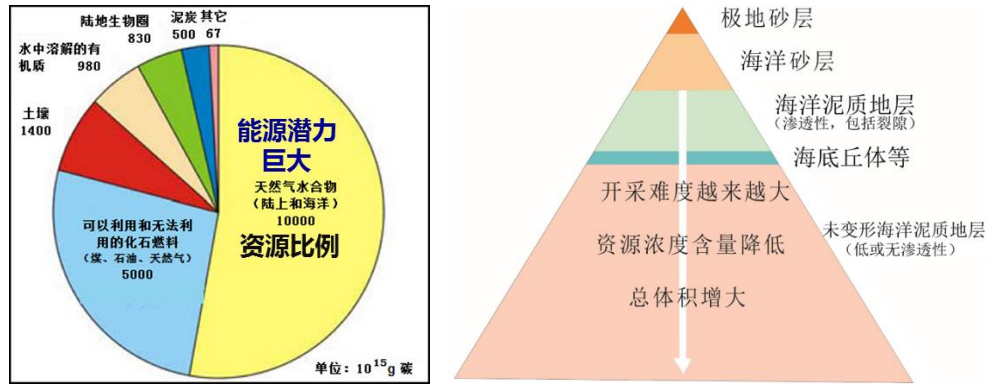 陆地生物圈
830
泥炭
500
其它
67
水中溶解的有
机质 980
土壤
1400
能源潜力
巨大
天然气水合物
(陆上和海洋)
10000
资源比例
可以利用和无法利
用的化石燃料
(煤、石油、天然气)
5000
单位：10¹⁵g 碳
极地砂层
海洋砂层
海洋泥质地层
(渗透性，包括裂隙)
海底丘体等
开采难度越来越大
资源浓度含量降低
总体积增大
未变形海洋泥质地层
(低或无渗透性)